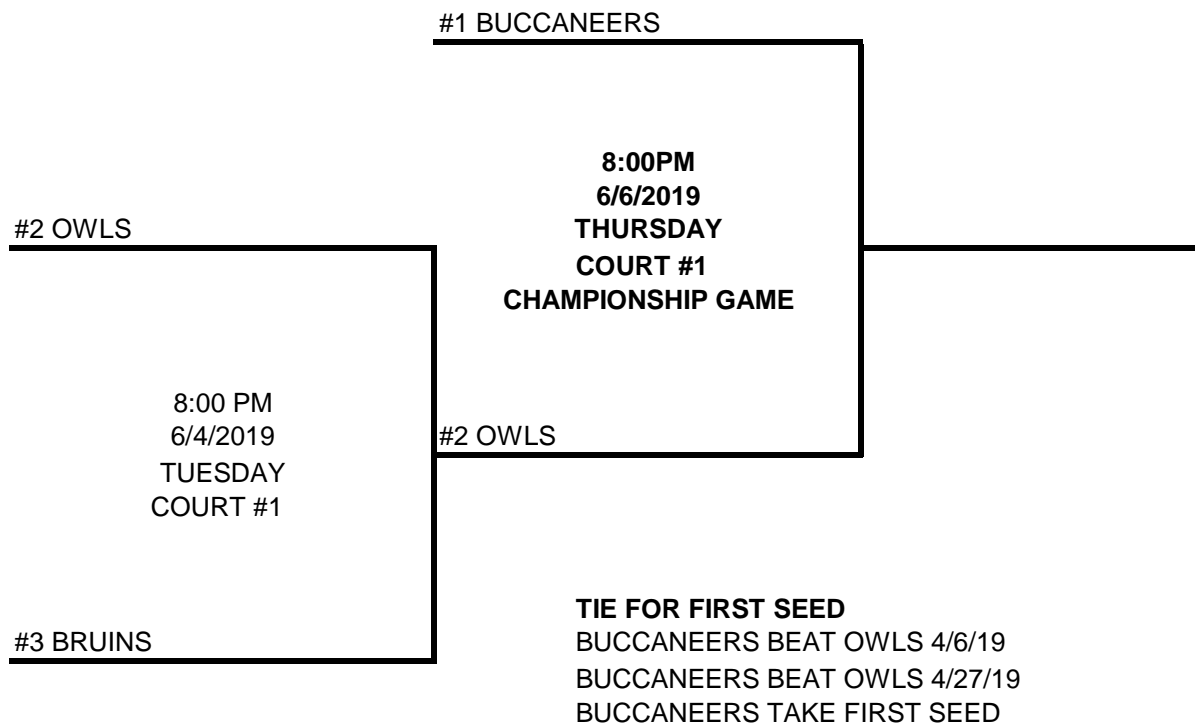 #1 BUCCANEERS
8:00PM
6/6/2019
THURSDAY
COURT #1
CHAMPIONSHIP GAME
#2 OWLS
8:00 PM
6/4/2019
TUESDAY
COURT #1
#2 OWLS
#3 BRUINS
TIE FOR FIRST SEED
BUCCANEERS BEAT OWLS 4/6/19
BUCCANEERS BEAT OWLS 4/27/19
BUCCANEERS TAKE FIRST SEED